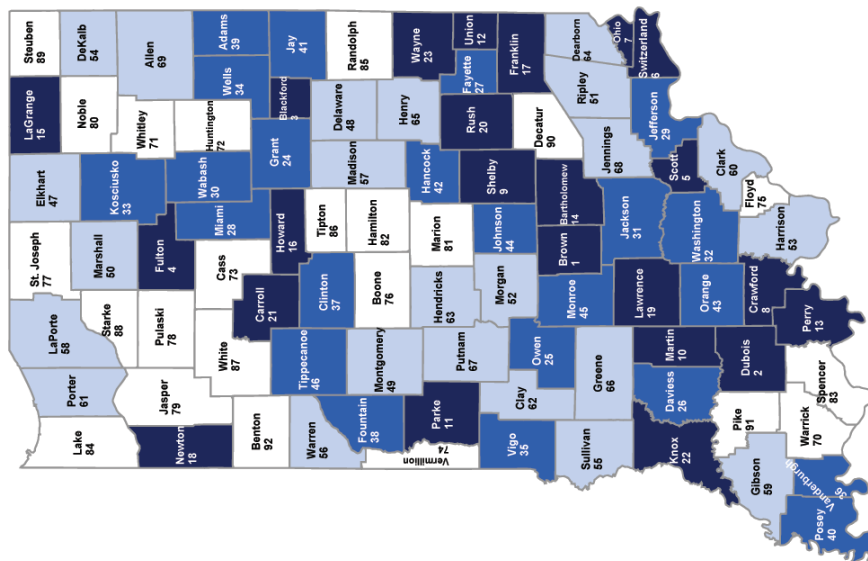 Lake
84
Porter
61
LaPorte
58
St. Joseph
77
Elkhart
47
LaGrange
15
Steuben
89
Starke
88
Marshall
50
Kosciusko
33
Noble
80
DeKalb
54
Newton
18
Jasper
79
Pulaski
78
Fulton
4
Whitley
71
Allen
69
White
87
Cass
73
Miami
28
Wabash
30
Huntington
72
Wells
34
Adams
39
Benton
92
Carroll
21
Howard
16
Grant
24
Blackford
3
Jay
41
Warren
56
Tippecanoe
46
Clinton
37
Tipton
86
Madison
57
Delaware
48
Randolph
85
Fountain
38
Montgomery
49
Boone
76
Hamilton
82
Vermillion
74
Parke
11
Putnam
67
Hendricks
63
Marion
81
Hancock
42
Henry
65
Wayne
23
Vigo
35
Clay
62
Owen
25
Morgan
52
Johnson
44
Shelby
9
Rush
20
Fayette
27
Union
12
Franklin
17
Sullivan
55
Greene
66
Monroe
45
Brown
1
Bartholomew
14
Decatur
90
Ripley
51
Dearborn
64
Knox
22
Daviess
26
Martin
10
Lawrence
19
Jackson
31
Jennings
68
Jefferson
29
Switzerland
6
Ohio
7
Gibson
59
Pike
91
Dubois
2
Orange
43
Washington
32
Scott
5
Clark
60
Posey
40
Vanderburgh
36
Warrick
70
Spencer
83
Perry
13
Crawford
8
Harrison
53
Floyd
75